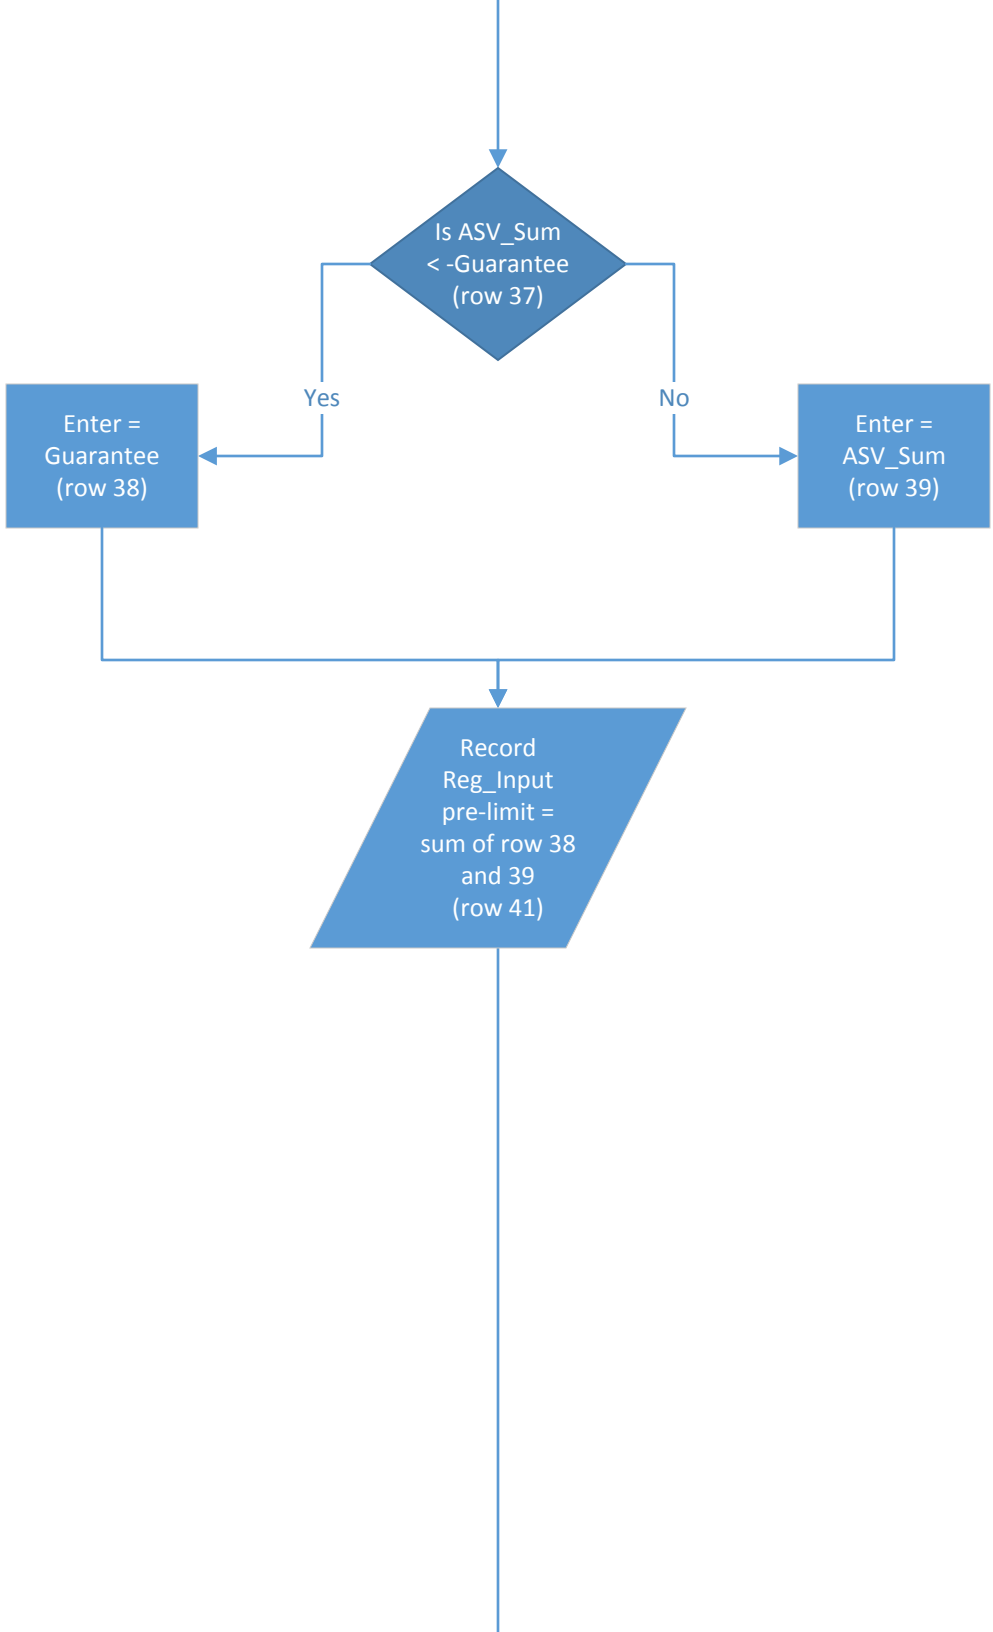 Is ASV_Sum
< -Guarantee
(row 37)
Yes
No
Enter =
Guarantee
(row 38)
Enter =
ASV_Sum
(row 39)
Record
Reg_Input
pre-limit =
sum of row 38
and 39
(row 41)